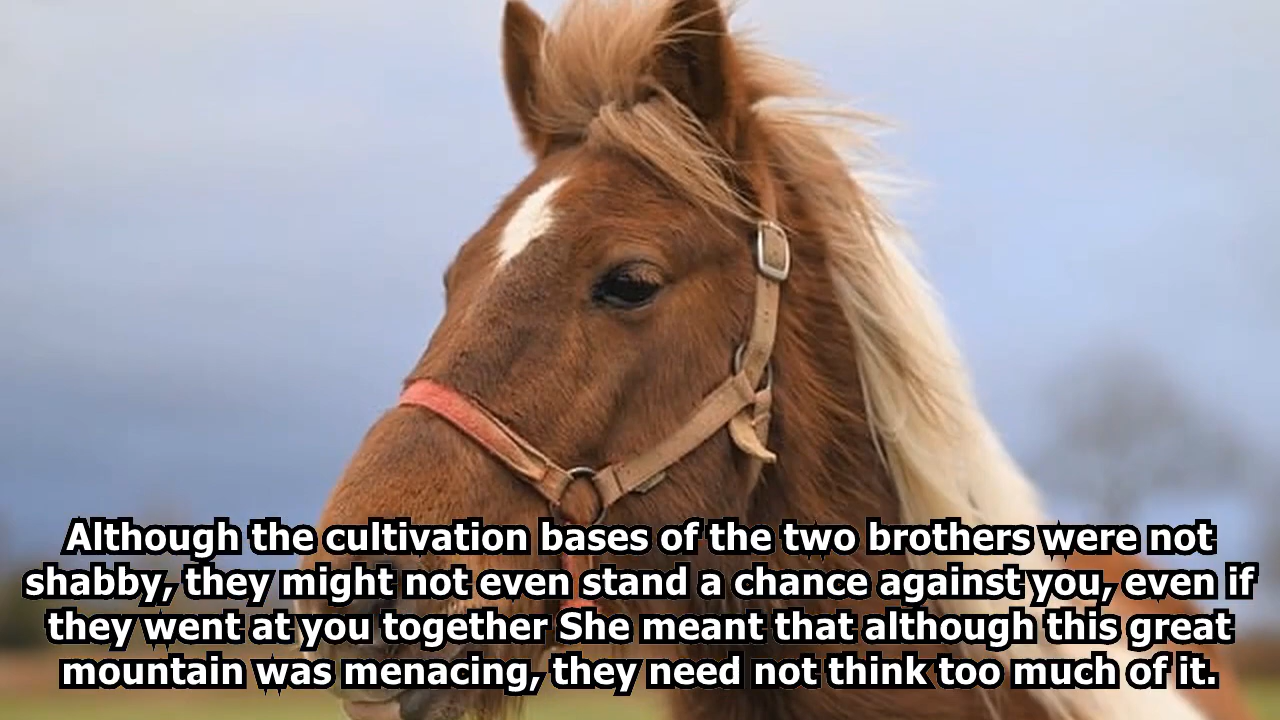 Although the cultivation bases of the two brothers were not
shabby, they might not even stand a chance against you, even if
they went at you together She meant that although this great
mountain was menacing, they need not think too much of it.